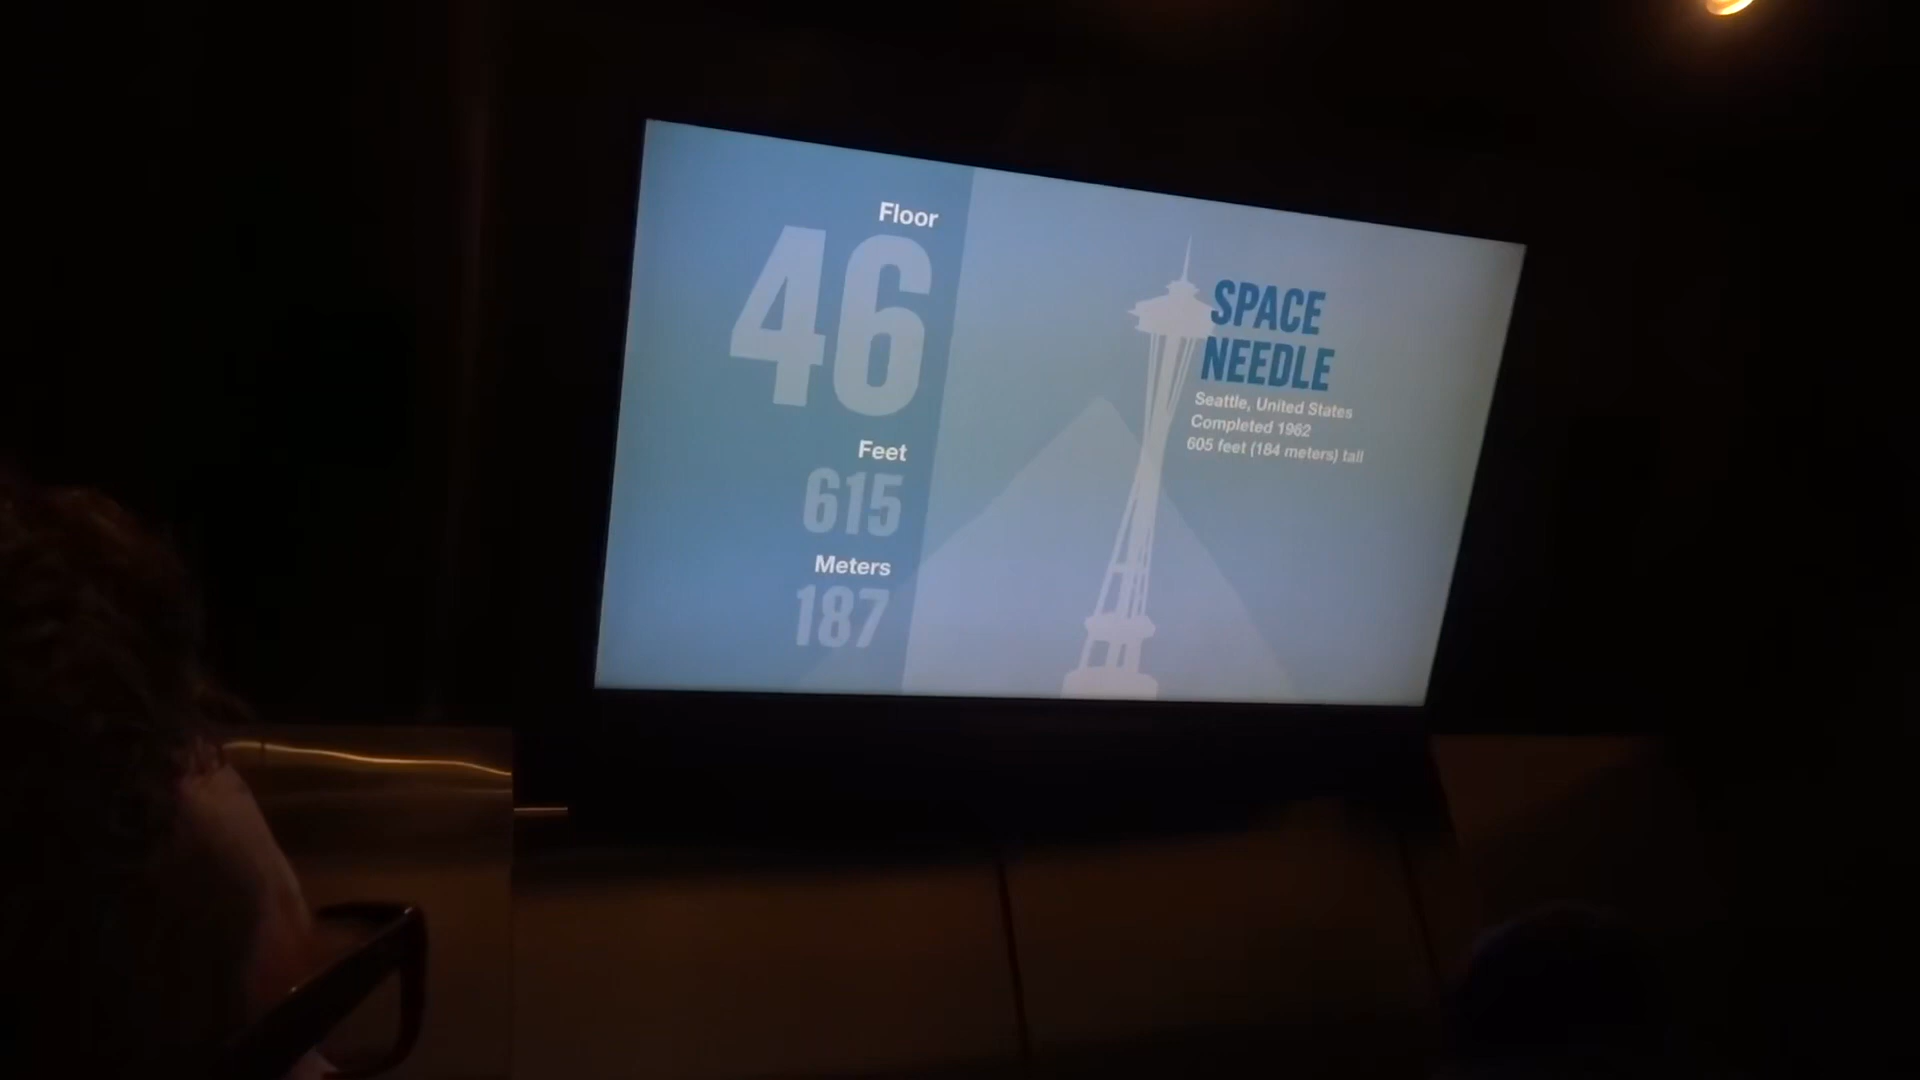 Floor
46
Feet
615
Meters
187
SPACE
NEEDLE
Seattle, United States
Completed 1962
605 feet (184 meters) tall